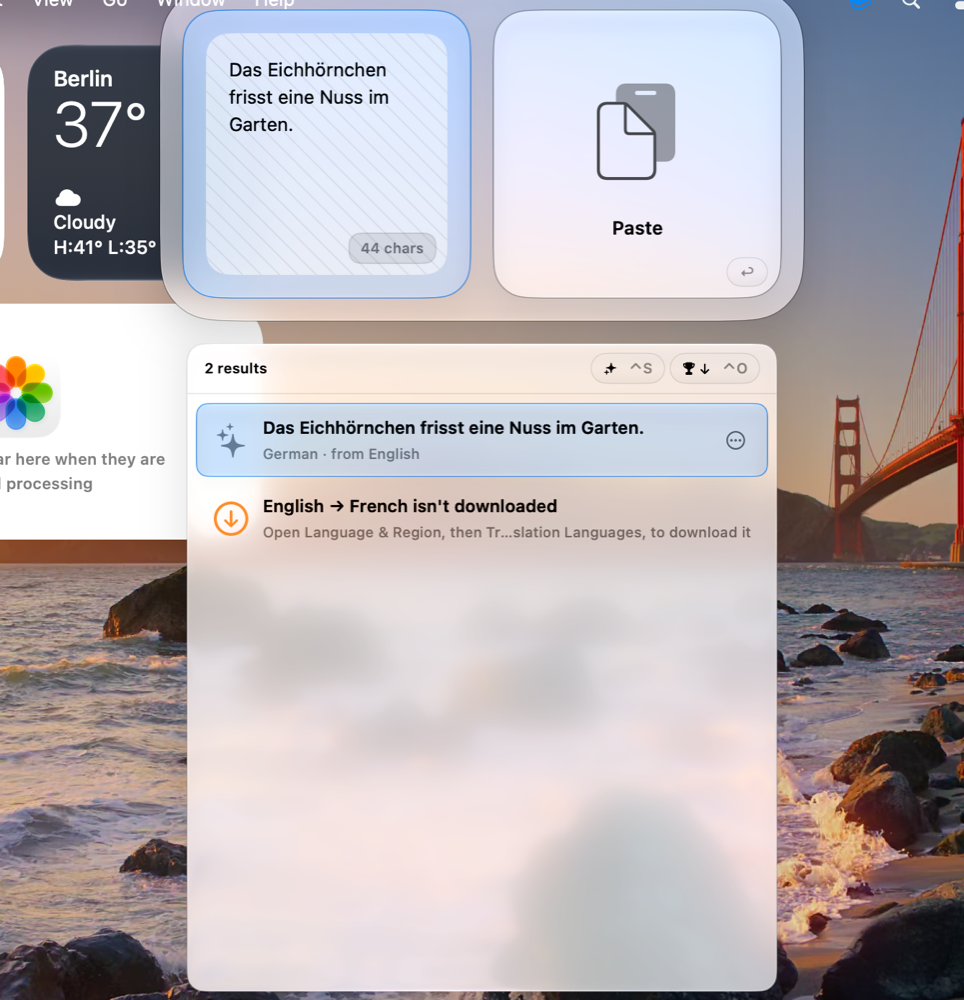 View Go Window Help
Berlin
37°
Cloudy
H:41° L:35°
Das Eichhörnchen
frisst eine Nuss im
Garten.
44 chars
Paste
ar here when they are
processing
2 results
^S
^O
Das Eichhörnchen frisst eine Nuss im Garten.
German · from English
English → French isn't downloaded
Open Language & Region, then Tr...slation Languages, to download it